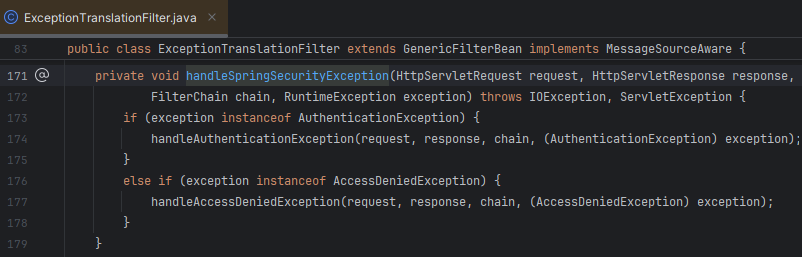 ExceptionTranslationFilter.java
83 public class ExceptionTranslationFilter extends GenericFilterBean implements MessageSourceAware {
171 private void handleSpringSecurityException(HttpServletRequest request, HttpServletResponse response,
172 FilterChain chain, RuntimeException exception) throws IOException, ServletException {
173 if (exception instanceof AuthenticationException) {
174 handleAuthenticationException(request, response, chain, (AuthenticationException) exception);
175 }
176 else if (exception instanceof AccessDeniedException) {
177 handleAccessDeniedException(request, response, chain, (AccessDeniedException) exception);
178 }
179 }